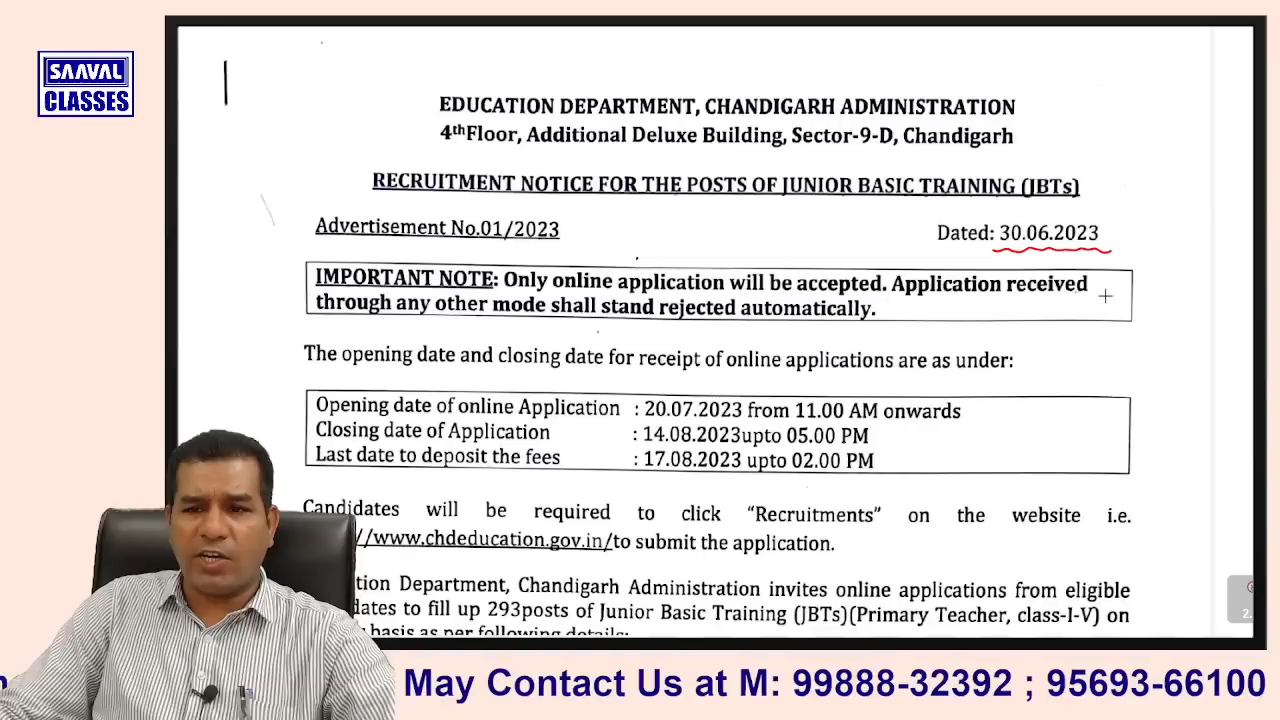 SAAVAL
CLASSES
EDUCATION DEPARTMENT, CHANDIGARH ADMINISTRATION
4thFloor, Additional Deluxe Building, Sector-9-D, Chandigarh
RECRUITMENT NOTICE FOR THE POSTS OF JUNIOR BASIC TRAINING (JBTs)
Advertisement No.01/2023 Dated: 30.06.2023
IMPORTANT NOTE: Only online application will be accepted. Application received
through any other mode shall stand rejected automatically.
The opening date and closing date for receipt of online applications are as under:
Opening date of online Application : 20.07.2023 from 11.00 AM onwards
Closing date of Application : 14.08.2023upto 05.00 PM
Last date to deposit the fees : 17.08.2023 upto 02.00 PM
Candidates will be required to click "Recruitments" on the website i.e.
//www.chdeducation.gov.in/to submit the application.
tion Department, Chandigarh Administration invites online applications from eligible
dates to fill up 293posts of Junior Basic Training (JBTs)(Primary Teacher, class-I-V) on
basis as per following details:
May Contact Us at M: 99888-32392 ; 95693-66100